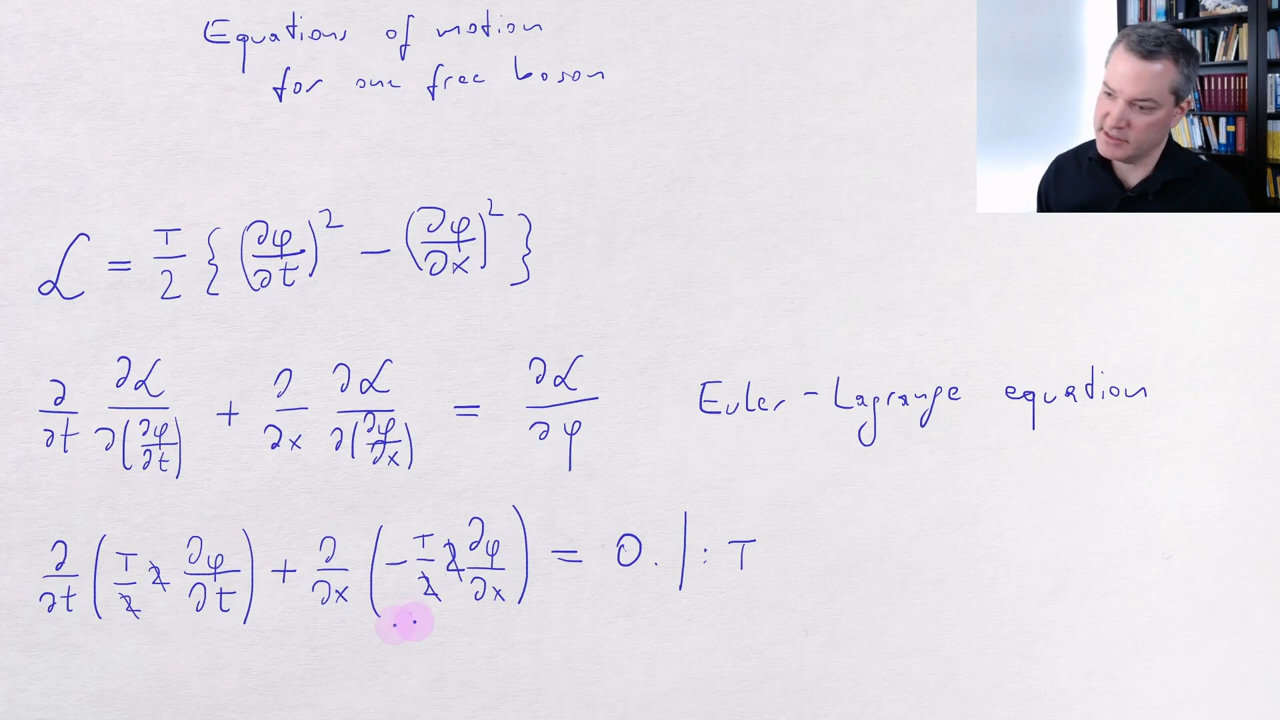 Equations of motion
for one free boson
ℒ = T/2 { (∂φ/∂t)² − (∂φ/∂x)² }
∂/∂t ∂ℒ/∂(∂φ/∂t) + ∂/∂x ∂ℒ/∂(∂φ/∂x) = ∂ℒ/∂φ Euler-Lagrange equation
∂/∂t (T/2 2 ∂φ/∂t) + ∂/∂x (− T/2 2 ∂φ/∂x) = 0. | : T